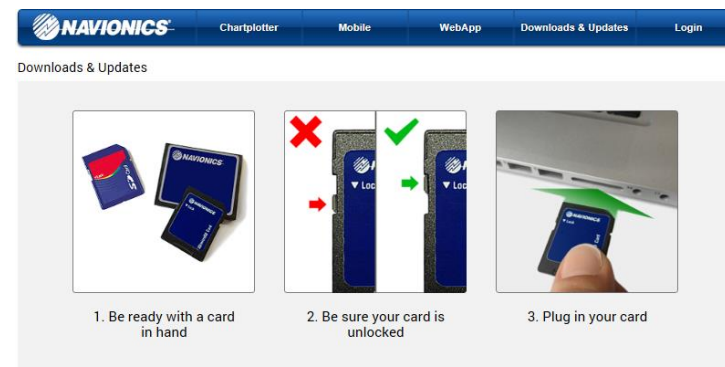 NAVIONICS
Chartplotter Mobile WebApp Downloads & Updates Login
Downloads & Updates
NAVIONICS
▼ Loc
▼ Loc
NAVIONICS
1. Be ready with a card
in hand
2. Be sure your card is
unlocked
3. Plug in your card